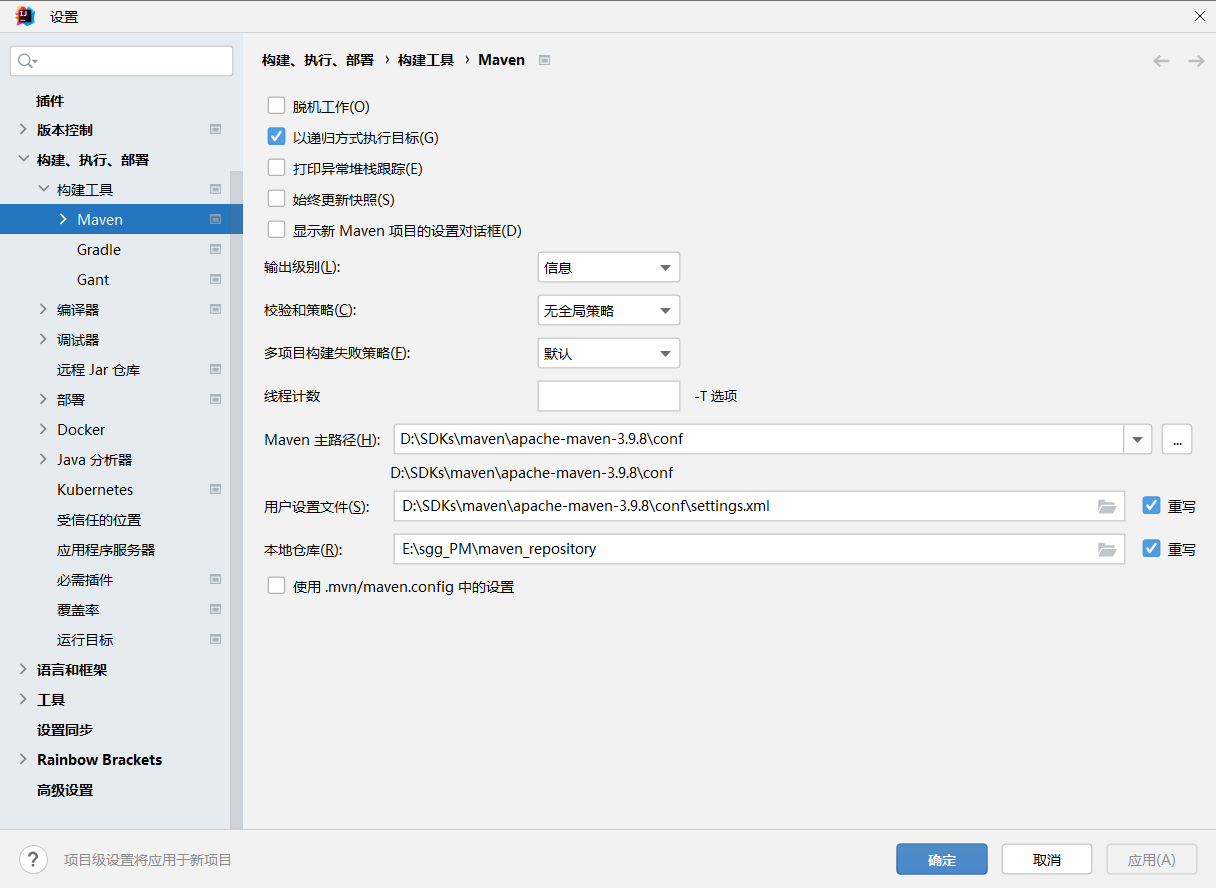 设置
插件
版本控制
构建、执行、部署
构建工具
Maven
Gradle
Gant
编译器
调试器
远程 Jar 仓库
部署
Docker
Java 分析器
Kubernetes
受信任的位置
应用程序服务器
必需插件
覆盖率
运行目标
语言和框架
工具
设置同步
Rainbow Brackets
高级设置
构建、执行、部署 › 构建工具 › Maven
脱机工作(O)
以递归方式执行目标(G)
打印异常堆栈跟踪(E)
始终更新快照(S)
显示新 Maven 项目的设置对话框(D)
输出级别(L): 信息
校验和策略(C): 无全局策略
多项目构建失败策略(F): 默认
线程计数 -T 选项
Maven 主路径(H): D:\SDKs\maven\apache-maven-3.9.8\conf ...
D:\SDKs\maven\apache-maven-3.9.8\conf
用户设置文件(S): D:\SDKs\maven\apache-maven-3.9.8\conf\settings.xml 重写
本地仓库(R): E:\sgg_PM\maven_repository 重写
使用 .mvn/maven.config 中的设置
? 项目级设置将应用于新项目 确定 取消 应用(A)